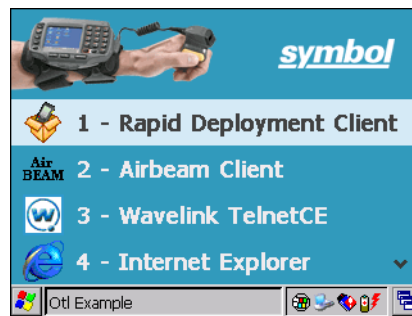 symbol
1 - Rapid Deployment Client
Air
BEAM
2 - Airbeam Client
w
3 - Wavelink TelnetCE
4 - Internet Explorer
Otl Example